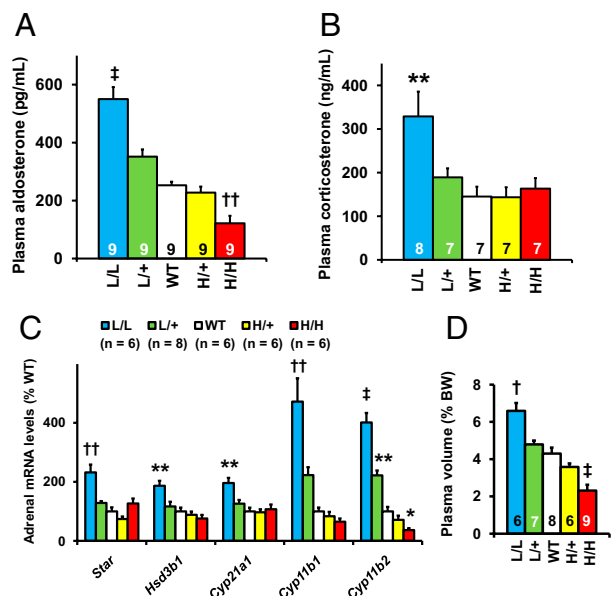 A
Plasma aldosterone (pg/mL)
600
400
200
0
‡
††
9 9 9 9 9
L/L L/+ WT H/+ H/H
B
Plasma corticosterone (ng/mL)
400
300
200
100
0
**
8 7 7 7 7
L/L L/+ WT H/+ H/H
C
L/L L/+ WT H/+ H/H
(n = 6) (n = 8) (n = 6) (n = 6) (n = 6)
Adrenal mRNA levels (% WT)
400
200
0
†† ** ** †† ‡ ** *
Star Hsd3b1 Cyp21a1 Cyp11b1 Cyp11b2
D
Plasma volume (% BW)
8
6
4
2
0
†
‡
6 7 8 6 9
L/L L/+ WT H/+ H/H